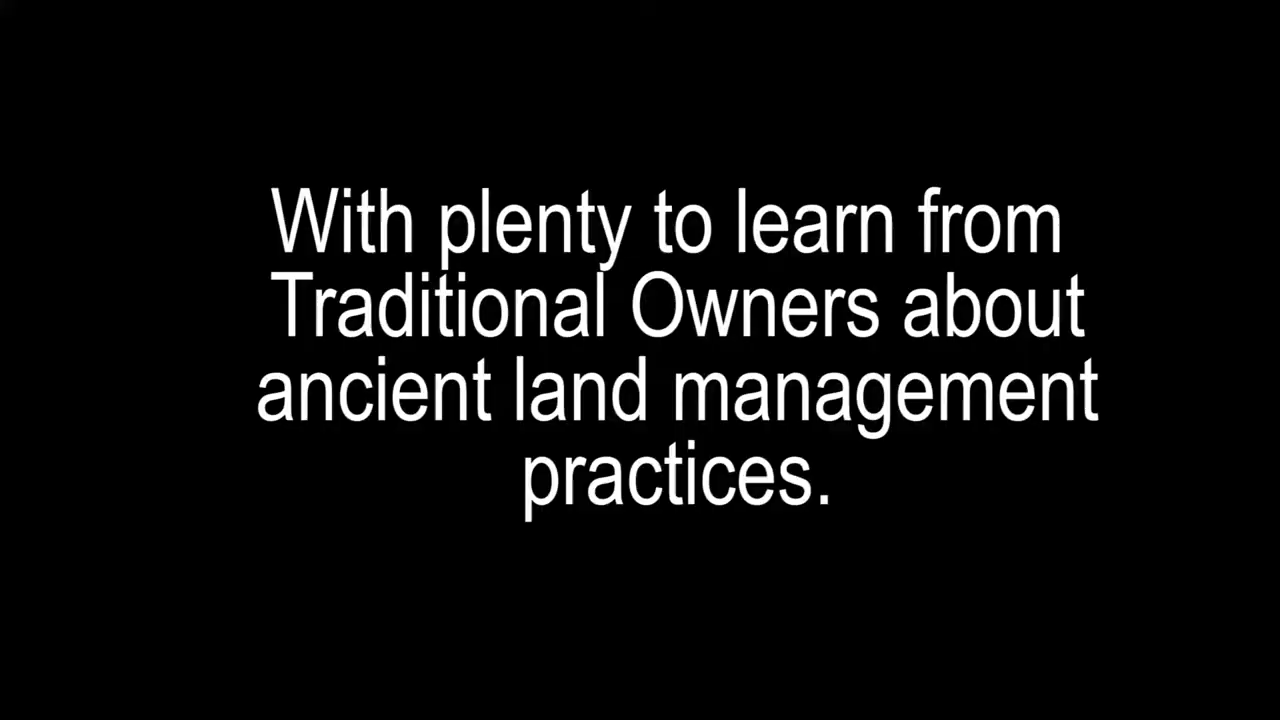 With plenty to learn from
Traditional Owners about
ancient land management
practices.